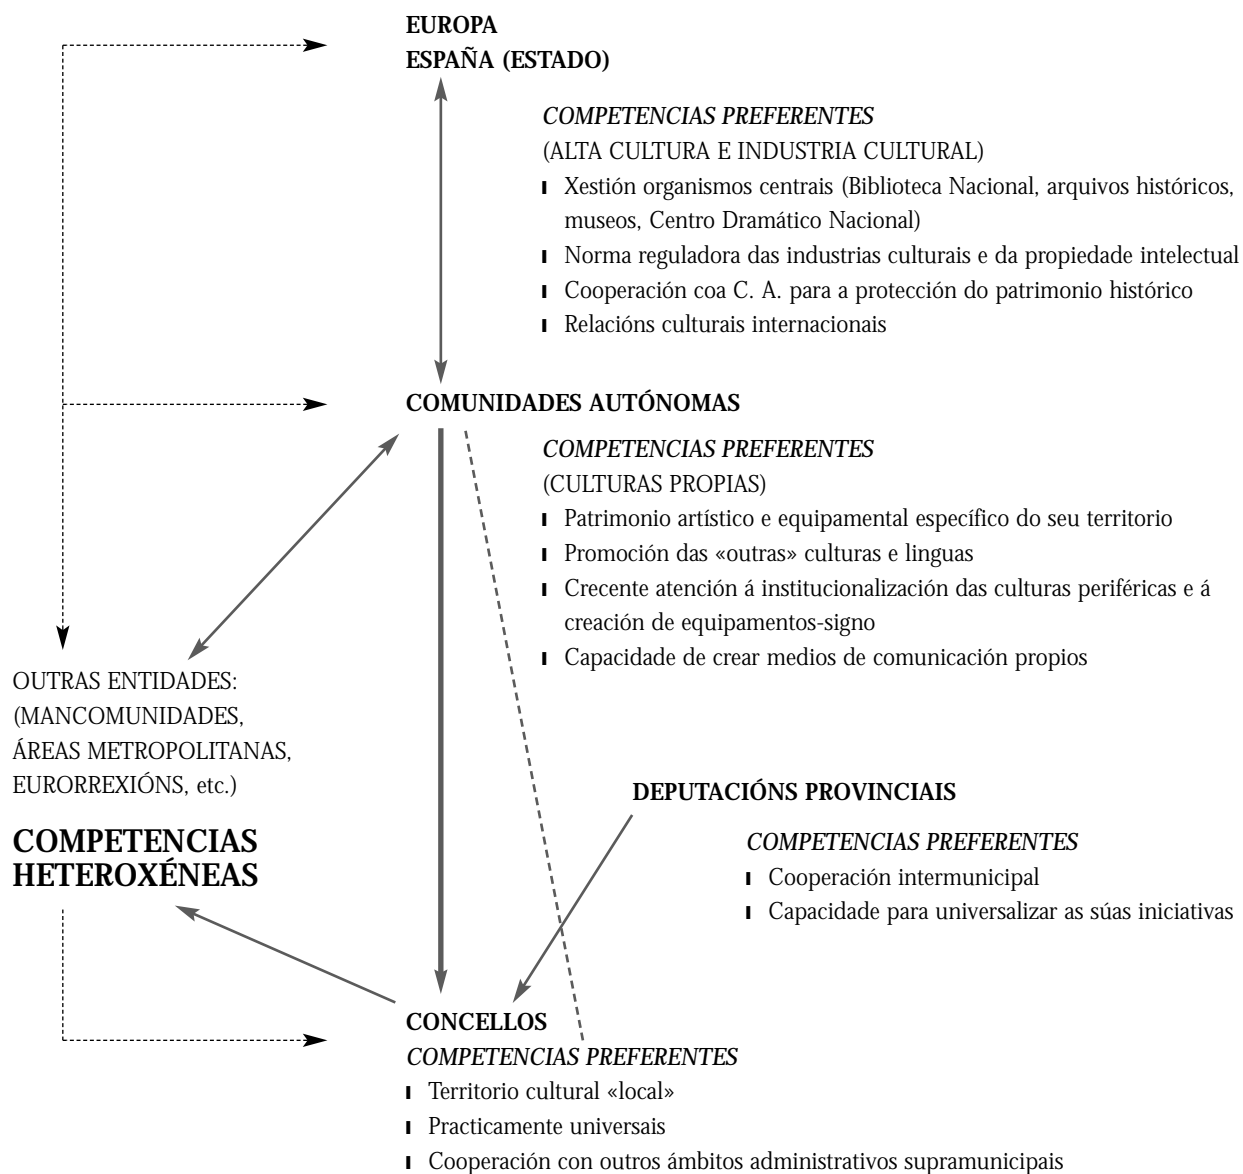 EUROPA
ESPAÑA (ESTADO)
COMPETENCIAS PREFERENTES
(ALTA CULTURA E INDUSTRIA CULTURAL)
Xestión organismos centrais (Biblioteca Nacional, arquivos históricos,
museos, Centro Dramático Nacional)
Norma reguladora das industrias culturais e da propiedade intelectual
Cooperación coa C. A. para a protección do patrimonio histórico
Relacións culturais internacionais
COMUNIDADES AUTÓNOMAS
COMPETENCIAS PREFERENTES
(CULTURAS PROPIAS)
Patrimonio artístico e equipamental específico do seu territorio
Promoción das «outras» culturas e linguas
Crecente atención á institucionalización das culturas periféricas e á
creación de equipamentos-signo
Capacidade de crear medios de comunicación propios
OUTRAS ENTIDADES:
(MANCOMUNIDADES,
ÁREAS METROPOLITANAS,
EURORREXIÓNS, etc.)
COMPETENCIAS
HETEROXÉNEAS
DEPUTACIÓNS PROVINCIAIS
COMPETENCIAS PREFERENTES
Cooperación intermunicipal
Capacidade para universalizar as súas iniciativas
CONCELLOS
COMPETENCIAS PREFERENTES
Territorio cultural «local»
Practicamente universais
Cooperación con outros ámbitos administrativos supramunicipais